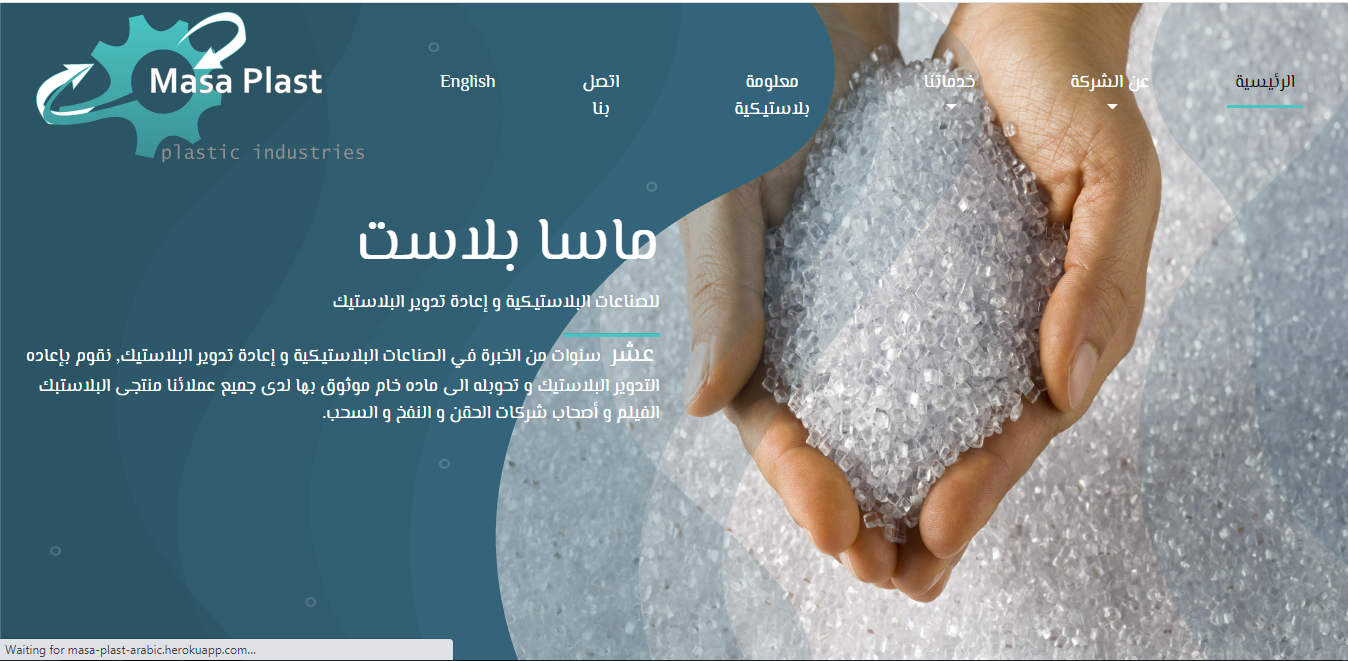 Masa Plast
plastic industries
الرئيسية
عن الشركة
خدماتنا
معلومة
بلاستيكية
اتصل
بنا
English
ماسا بلاست
للصناعات البلاستيكية و إعادة تدوير البلاستيك
عشر سنوات من الخبرة في الصناعات البلاستيكية و إعادة تدوير البلاستيك, نقوم بإعاده
التدوير البلاستيك و تحويله الى ماده خام موثوق بها لدى جميع عملائنا منتجى البلاستبك
الفيلم و أصحاب شركات الحقن و النفخ و السحب.
Waiting for masa-plast-arabic.herokuapp.com...